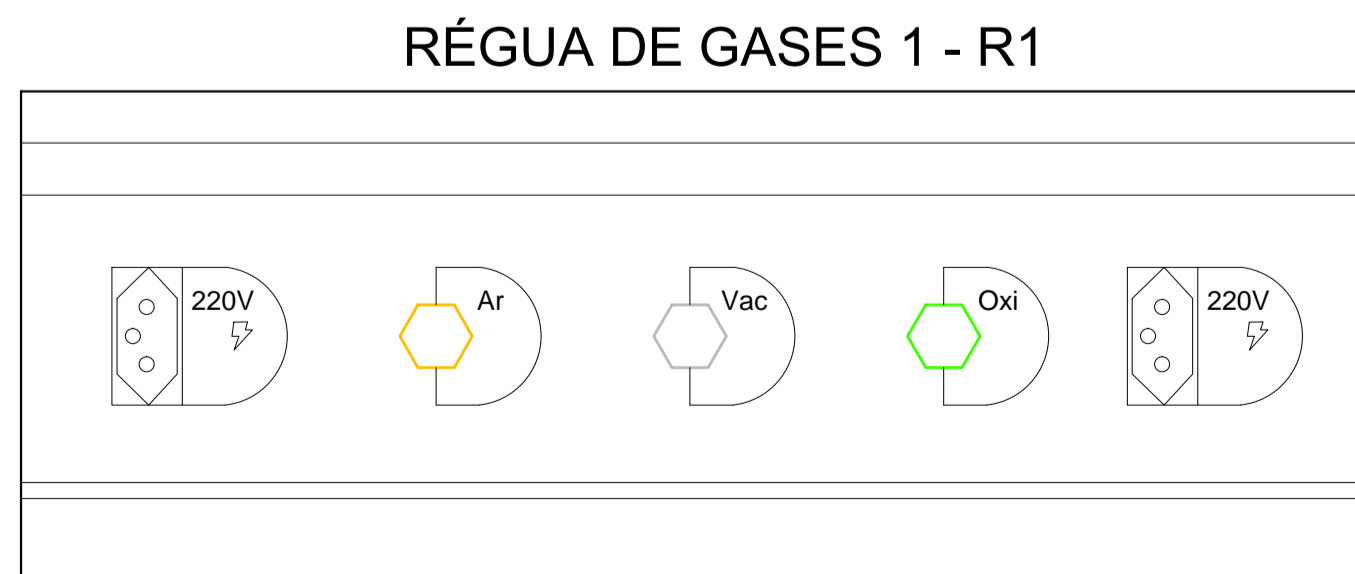 RÉGUA DE GASES 1 - R1
220V
Ar
Vac
Oxi
220V